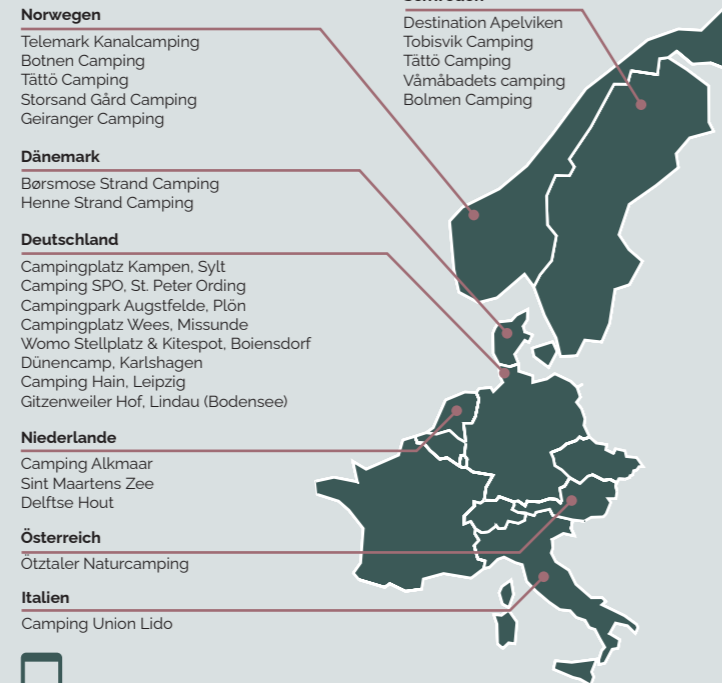 Norwegen
Telemark Kanalcamping
Botnen Camping
Tättö Camping
Storsand Gård Camping
Geiranger Camping
Destination Apelviken
Tobisvik Camping
Tättö Camping
Våmåbadets camping
Bolmen Camping
Dänemark
Børsmose Strand Camping
Henne Strand Camping
Deutschland
Campingplatz Kampen, Sylt
Camping SPO, St. Peter Ording
Campingpark Augstfelde, Plön
Campingplatz Wees, Missunde
Womo Stellplatz & Kitespot, Boiensdorf
Dünencamp, Karlshagen
Camping Hain, Leipzig
Gitzenweiler Hof, Lindau (Bodensee)
Niederlande
Camping Alkmaar
Sint Maartens Zee
Delftse Hout
Österreich
Ötztaler Naturcamping
Italien
Camping Union Lido